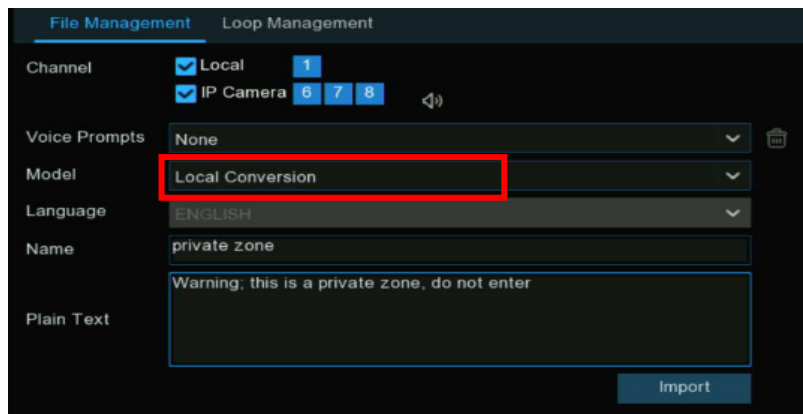 File Management Loop Management
Channel Local 1
IP Camera 6 7 8
Voice Prompts None
Model Local Conversion
Language ENGLISH
Name private zone
Warning; this is a private zone, do not enter
Plain Text
Import